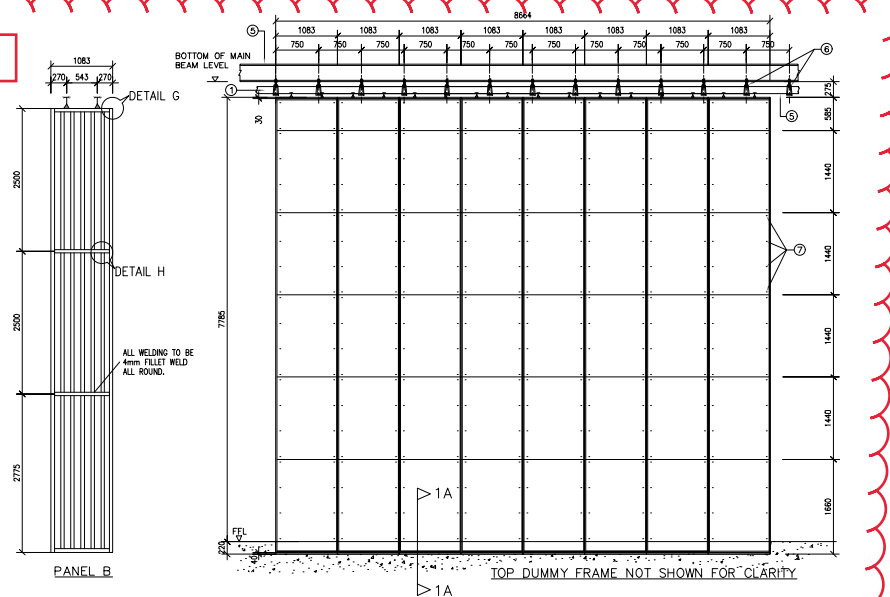 8664
1083 1083 1083 1083 1083 1083 1083 1083
750 750 750 750 750 750 750 750 750 750 750 750
5
6
BOTTOM OF MAIN
BEAM LEVEL
1
5
275
30
585
1440
1440
1440
1440
1660
7
7785
FFL
220
1A
1A
TOP DUMMY FRAME NOT SHOWN FOR CLARITY
1083
270 543 270
DETAIL G
2500
DETAIL H
2500
ALL WELDING TO BE
4mm FILLET WELD
ALL ROUND.
2775
PANEL B